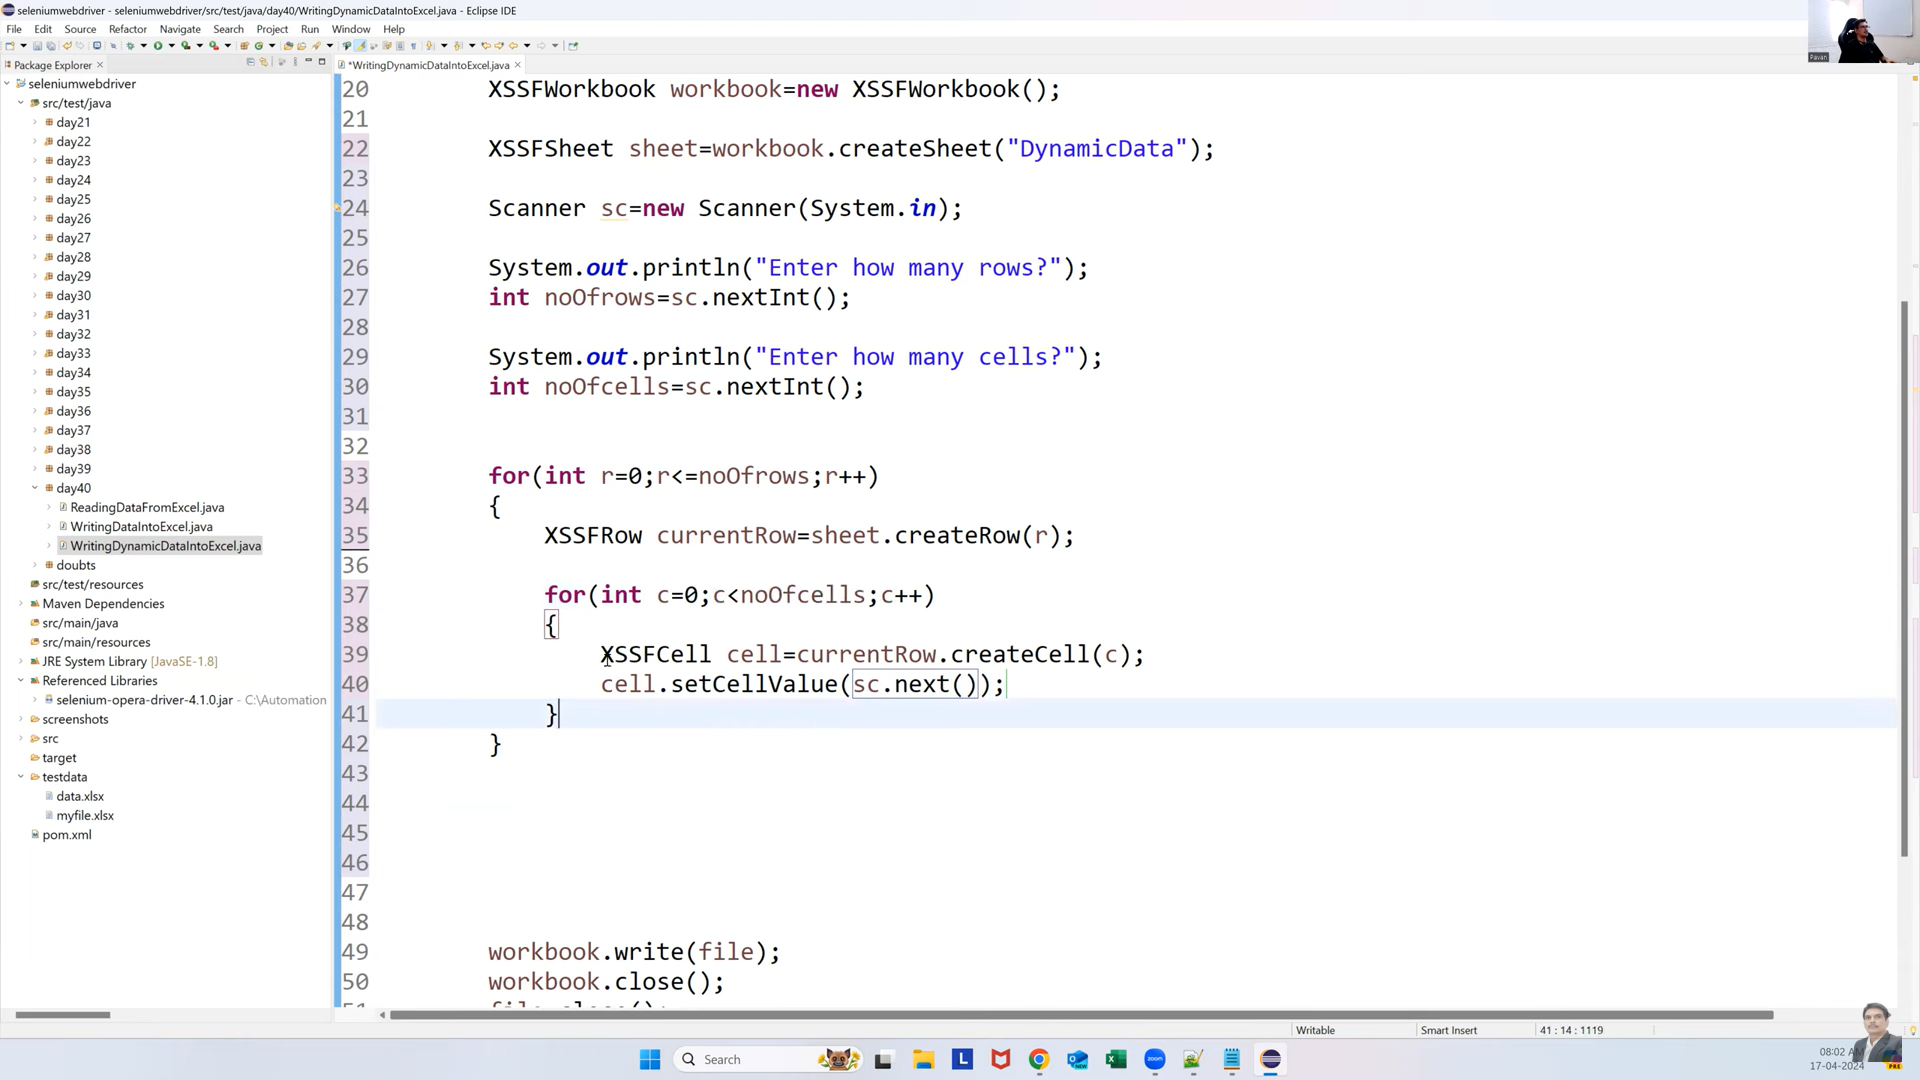 seleniumwebdriver - seleniumwebdriver/src/test/java/day40/WritingDynamicDataIntoExcel.java - Eclipse IDE
File Edit Source Refactor Navigate Search Project Run Window Help
Package Explorer
*WritingDynamicDataIntoExcel.java
Pavan
seleniumwebdriver
src/test/java
day21
day22
day23
day24
day25
day26
day27
day28
day29
day30
day31
day32
day33
day34
day35
day36
day37
day38
day39
day40
ReadingDataFromExcel.java
WritingDataIntoExcel.java
WritingDynamicDataIntoExcel.java
doubts
src/test/resources
Maven Dependencies
src/main/java
src/main/resources
JRE System Library [JavaSE-1.8]
Referenced Libraries
selenium-opera-driver-4.1.0.jar - C:\Automation
screenshots
src
target
testdata
data.xlsx
myfile.xlsx
pom.xml
20 XSSFWorkbook workbook=new XSSFWorkbook();
21
22 XSSFSheet sheet=workbook.createSheet("DynamicData");
23
24 Scanner sc=new Scanner(System.in);
25
26 System.out.println("Enter how many rows?");
27 int noOfrows=sc.nextInt();
28
29 System.out.println("Enter how many cells?");
30 int noOfcells=sc.nextInt();
31
32
33 for(int r=0;r<=noOfrows;r++)
34 {
35 XSSFRow currentRow=sheet.createRow(r);
36
37 for(int c=0;c<noOfcells;c++)
38 {
39 XSSFCell cell=currentRow.createCell(c);
40 cell.setCellValue(sc.next());
41 }
42 }
43
44
45
46
47
48
49 workbook.write(file);
50 workbook.close();
51 file.close();
Writable Smart Insert 41 : 14 : 1119
Search
08:02 AM
17-04-2024
PRE